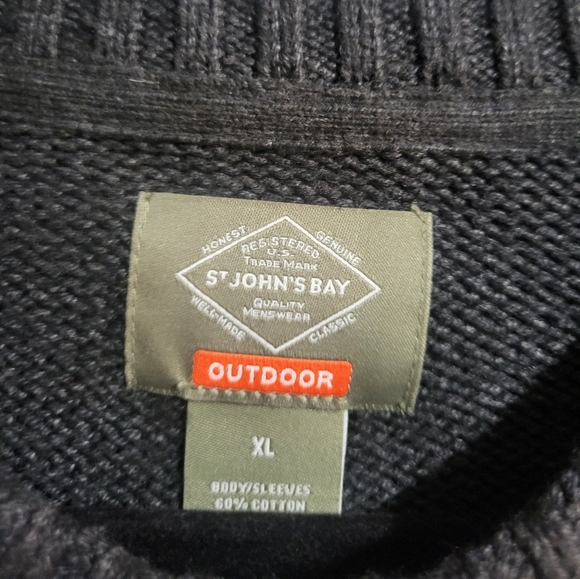 HONEST GENUINE
REGISTERED
U.S.
TRADE MARK
ST JOHN'S BAY
QUALITY
MENSWEAR
WELL-MADE CLASSIC
OUTDOOR
XL
BODY/SLEEVES
60% COTTON